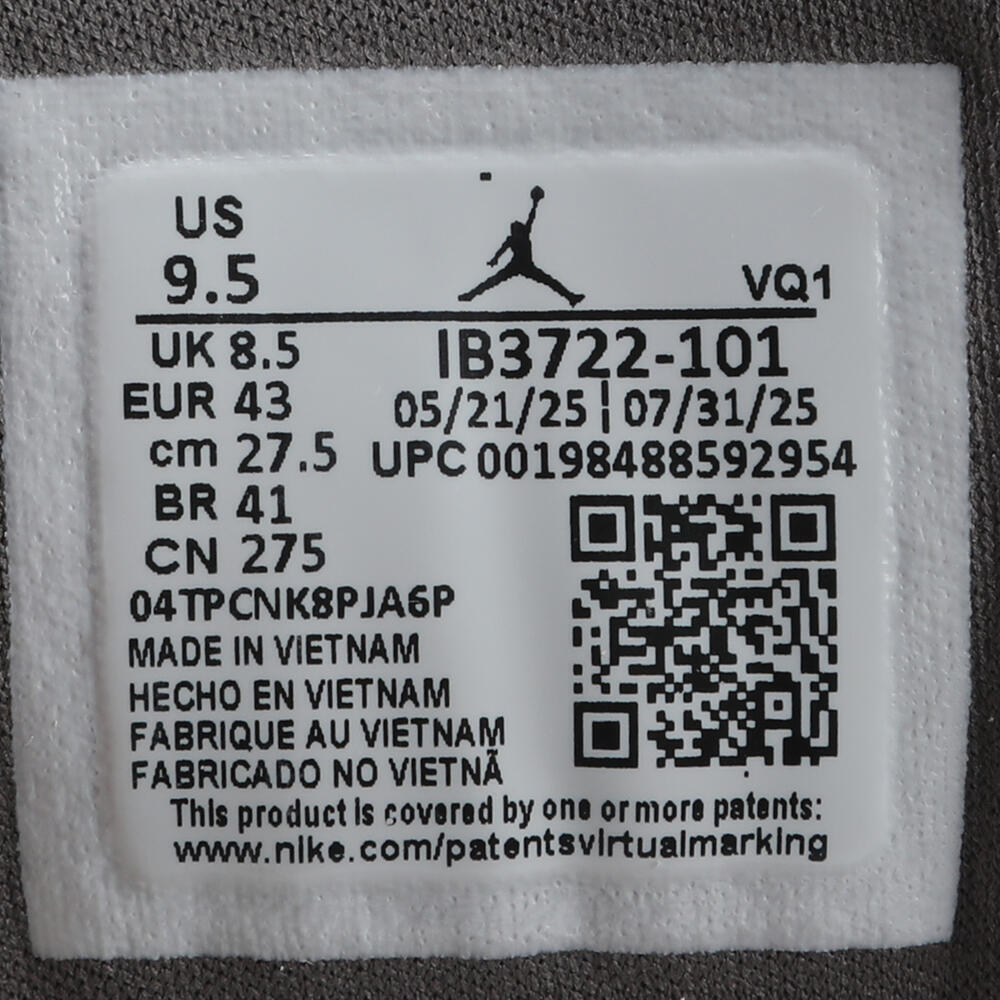 US
9.5
VQ1
UK 8.5
IB3722-101
EUR 43
05/21/25 | 07/31/25
cm 27.5
UPC 00198488592954
BR 41
CN 275
04TPCNK8PJA6P
MADE IN VIETNAM
HECHO EN VIETNAM
FABRIQUE AU VIETNAM
FABRICADO NO VIETNÃ
This product is covered by one or more patents:
www.nike.com/patentsvirtualmarking